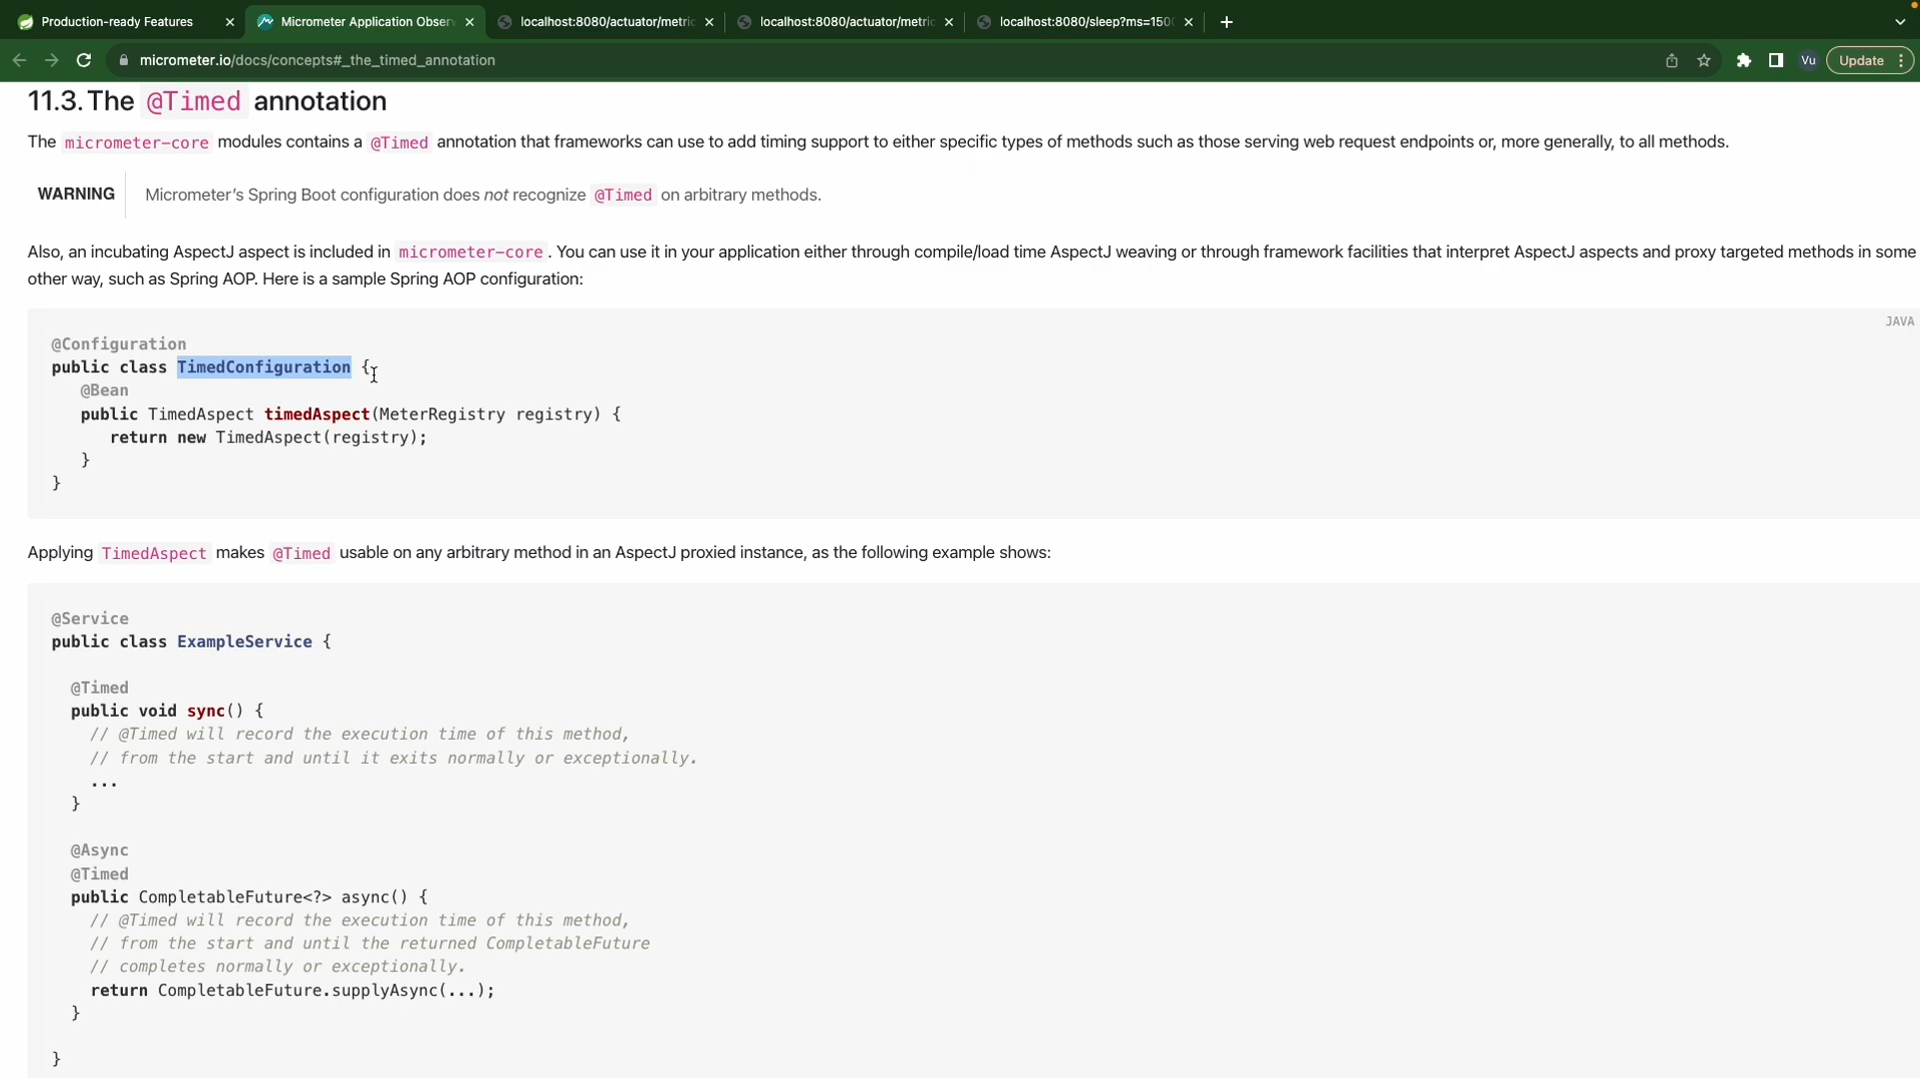 Production-ready Features
Micrometer Application Observ
localhost:8080/actuator/metric
localhost:8080/actuator/metric
localhost:8080/sleep?ms=1500
micrometer.io/docs/concepts#_the_timed_annotation
Vu
Update
11.3. The @Timed annotation
The micrometer-core modules contains a @Timed annotation that frameworks can use to add timing support to either specific types of methods such as those serving web request endpoints or, more generally, to all methods.
WARNING
Micrometer’s Spring Boot configuration does not recognize @Timed on arbitrary methods.
Also, an incubating AspectJ aspect is included in micrometer-core. You can use it in your application either through compile/load time AspectJ weaving or through framework facilities that interpret AspectJ aspects and proxy targeted methods in some
other way, such as Spring AOP. Here is a sample Spring AOP configuration:
JAVA
@Configuration
public class TimedConfiguration {
@Bean
public TimedAspect timedAspect(MeterRegistry registry) {
return new TimedAspect(registry);
}
}
Applying TimedAspect makes @Timed usable on any arbitrary method in an AspectJ proxied instance, as the following example shows:
@Service
public class ExampleService {
@Timed
public void sync() {
// @Timed will record the execution time of this method,
// from the start and until it exits normally or exceptionally.
...
}
@Async
@Timed
public CompletableFuture<?> async() {
// @Timed will record the execution time of this method,
// from the start and until the returned CompletableFuture
// completes normally or exceptionally.
return CompletableFuture.supplyAsync(...);
}
}